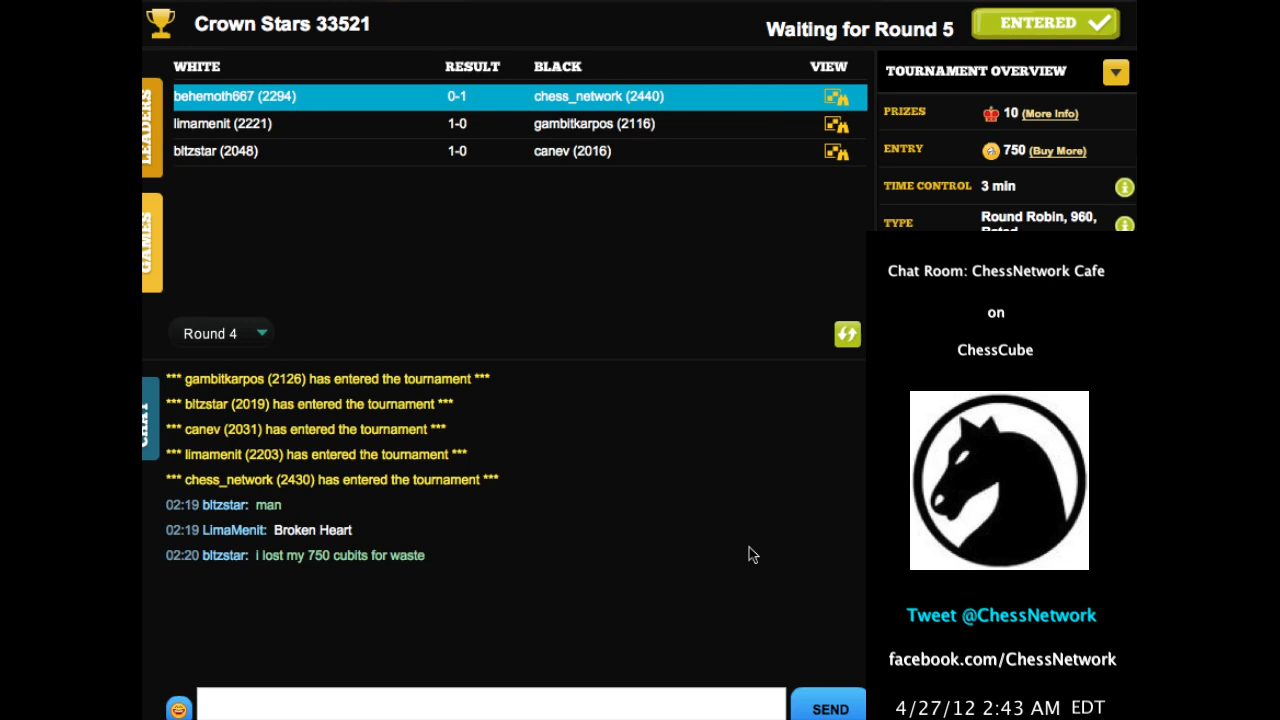 Crown Stars 33521
Waiting for Round 5
ENTERED
WHITE RESULT BLACK VIEW
behemoth667 (2294) 0-1 chess_network (2440)
limamenit (2221) 1-0 gambitkarpos (2116)
bltzstar (2048) 1-0 canev (2016)
LEADERS
GAMES
TOURNAMENT OVERVIEW
PRIZES 10 (More Info)
ENTRY 750 (Buy More)
TIME CONTROL 3 min
TYPE Round Robin, 960,
Rated
Round 4
CHAT
*** gambitkarpos (2126) has entered the tournament ***
*** bltzstar (2019) has entered the tournament ***
*** canev (2031) has entered the tournament ***
*** limamenit (2203) has entered the tournament ***
*** chess_network (2430) has entered the tournament ***
02:19 bltzstar: man
02:19 LimaMenit: Broken Heart
02:20 bltzstar: i lost my 750 cubits for waste
SEND
Chat Room: ChessNetwork Cafe
on
ChessCube
Tweet @ChessNetwork
facebook.com/ChessNetwork
4/27/12 2:43 AM EDT